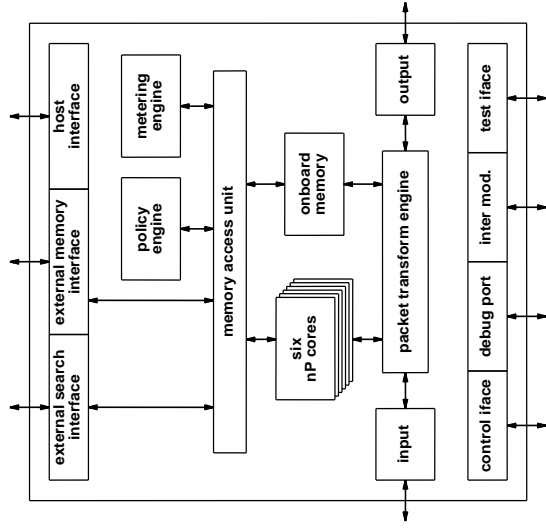 host
interface
external memory
interface
external search
interface
metering
engine
policy
engine
memory access unit
onboard
memory
six
nP cores
output
packet transform engine
input
test iface
inter mod.
debug port
control iface